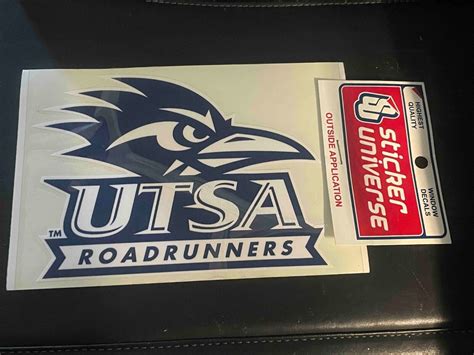 UTSA
TM
ROADRUNNERS
HIGHEST QUALITY
sticker
universe
WINDOW DECALS
OUTSIDE APPLICATION